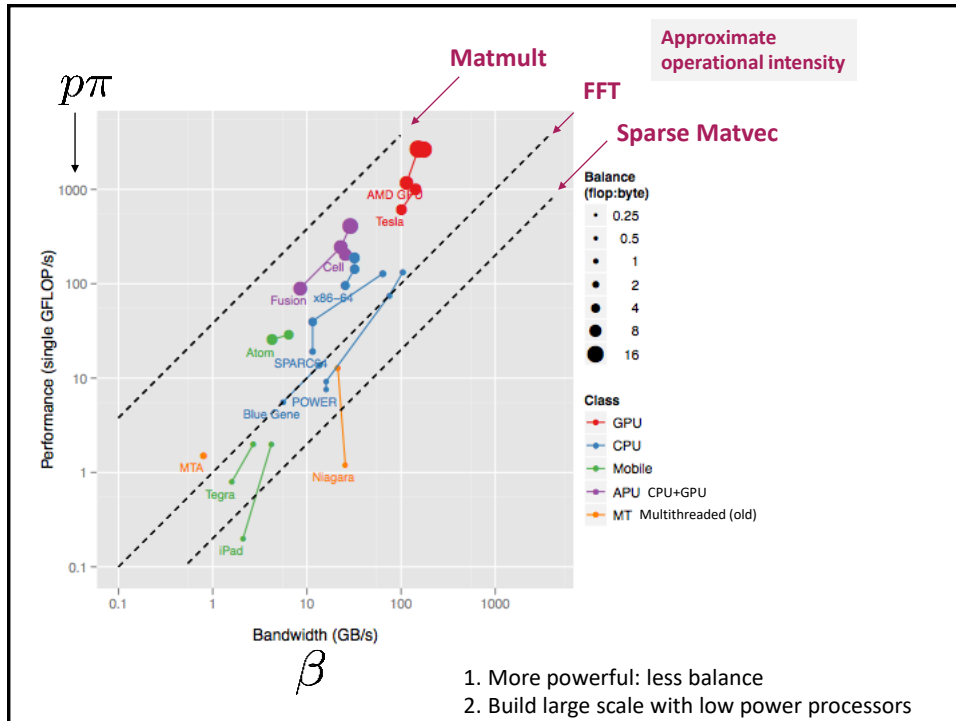 Approximate
operational intensity
Matmult
FFT
Sparse Matvec
pπ
Performance (single GFLOP/s)
1000
100
10
1
0.1
AMD GPU
Tesla
Cell
Fusion
x86-64
Atom
SPARC64
POWER
Blue Gene
MTA
Niagara
Tegra
iPad
0.1
1
10
100
1000
Bandwidth (GB/s)
β
Balance
(flop:byte)
0.25
0.5
1
2
4
8
16
Class
GPU
CPU
Mobile
APU CPU+GPU
MT Multithreaded (old)
1. More powerful: less balance
2. Build large scale with low power processors